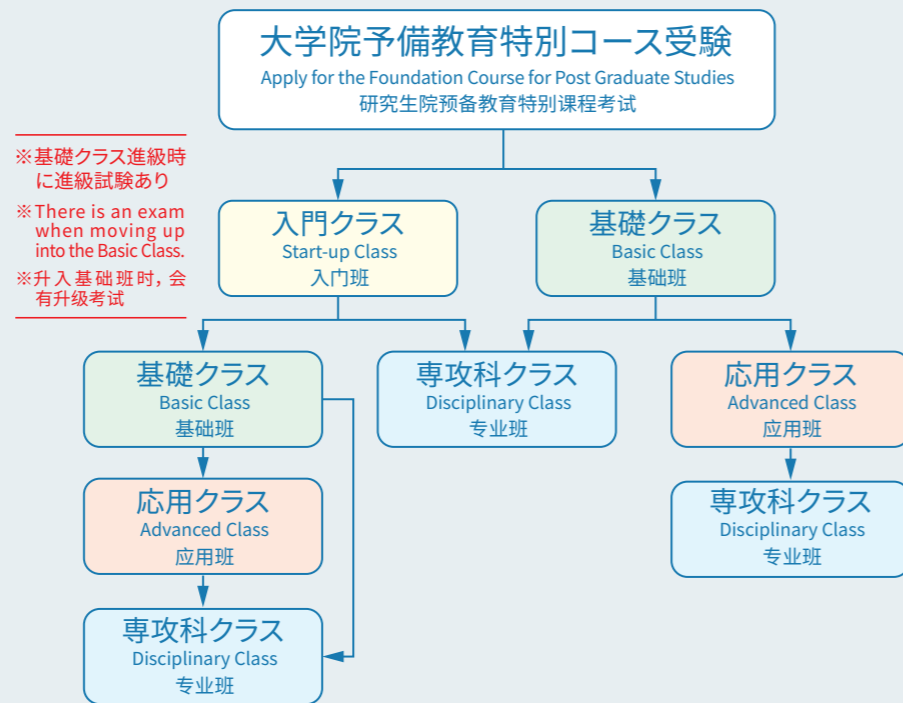 大学院予備教育特別コース受験
Apply for the Foundation Course for Post Graduate Studies
研究生院预备教育特别课程考试
※基礎クラス進級時
に進級試験あり
※There is an exam
when moving up
into the Basic Class.
※升入基础班时，会
有升级考试
入門クラス
Start-up Class
入门班
基礎クラス
Basic Class
基础班
基礎クラス
Basic Class
基础班
専攻科クラス
Disciplinary Class
专业班
応用クラス
Advanced Class
应用班
応用クラス
Advanced Class
应用班
専攻科クラス
Disciplinary Class
专业班
専攻科クラス
Disciplinary Class
专业班